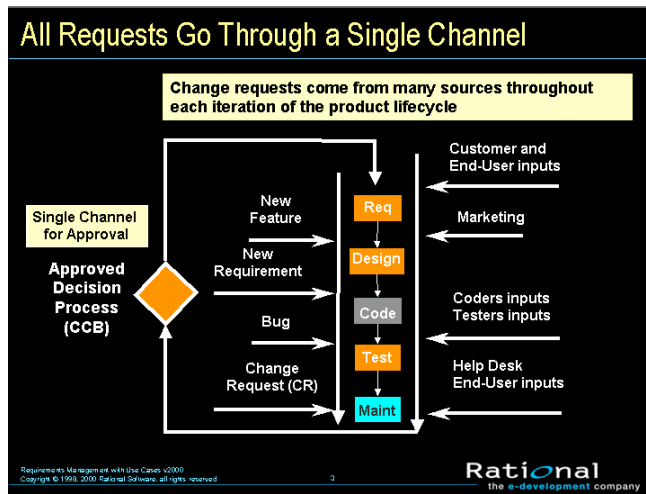 All Requests Go Through a Single Channel
Change requests come from many sources throughout
each iteration of the product lifecycle
Customer and
End-User inputs
New
Feature
Req
Marketing
Single Channel
for Approval
New
Requirement
Design
Approved
Decision
Process
(CCB)
Coders inputs
Testers inputs
Code
Bug
Test
Change
Request (CR)
Help Desk
End-User inputs
Maint
Requirements Management with Use Cases v2000
Copyright © 1998, 2000 Rational Software, all rights reserved
3
Rational
the e-development company